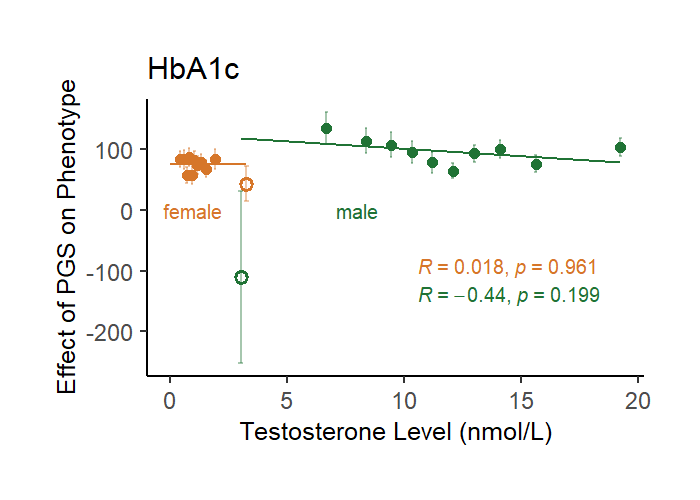 HbA1c
Effect of PGS on Phenotype
100
0
-100
-200
female
male
R = 0.018, p = 0.961
R = −0.44, p = 0.199
0 5 10 15 20
Testosterone Level (nmol/L)